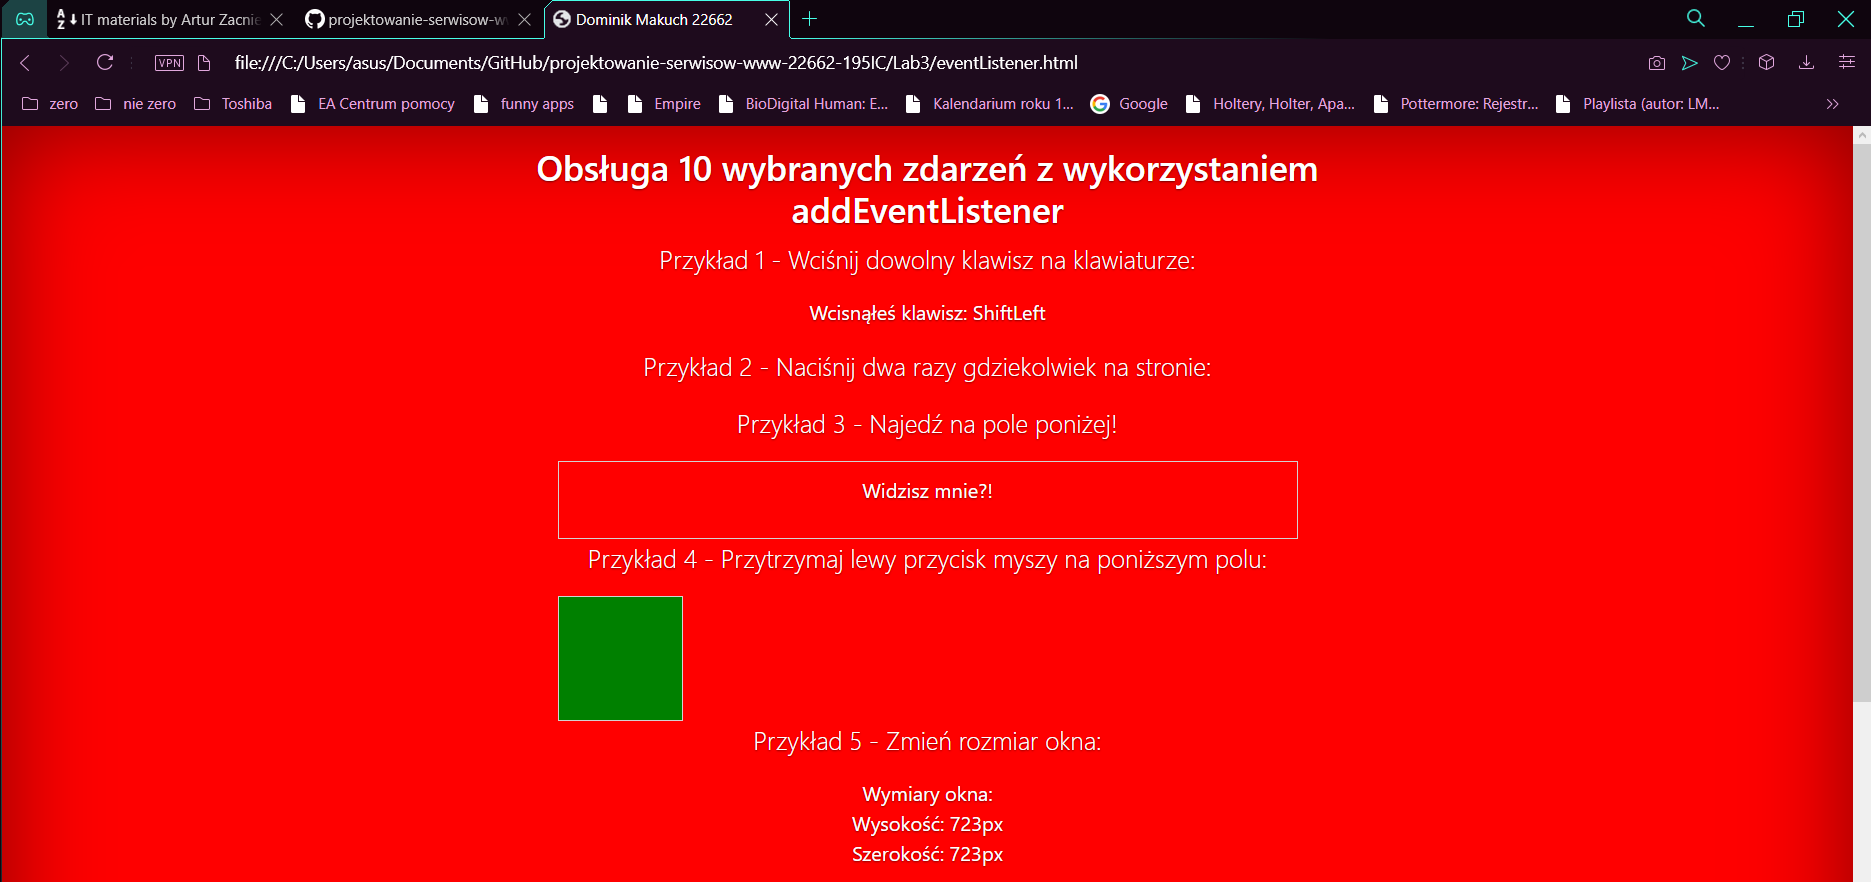 IT materials by Artur Zacnie
projektowanie-serwisow-w
Dominik Makuch 22662
VPN
file:///C:/Users/asus/Documents/GitHub/projektowanie-serwisow-www-22662-195IC/Lab3/eventListener.html
zero
nie zero
Toshiba
EA Centrum pomocy
funny apps
Empire
BioDigital Human: E...
Kalendarium roku 1...
Google
Holtery, Holter, Apa...
Pottermore: Rejestr...
Playlista (autor: LM...
Obsługa 10 wybranych zdarzeń z wykorzystaniem
addEventListener
Przykład 1 - Wciśnij dowolny klawisz na klawiaturze:
Wcisnąłeś klawisz: ShiftLeft
Przykład 2 - Naciśnij dwa razy gdziekolwiek na stronie:
Przykład 3 - Najedź na pole poniżej!
Widzisz mnie?!
Przykład 4 - Przytrzymaj lewy przycisk myszy na poniższym polu:
Przykład 5 - Zmień rozmiar okna:
Wymiary okna:
Wysokość: 723px
Szerokość: 723px